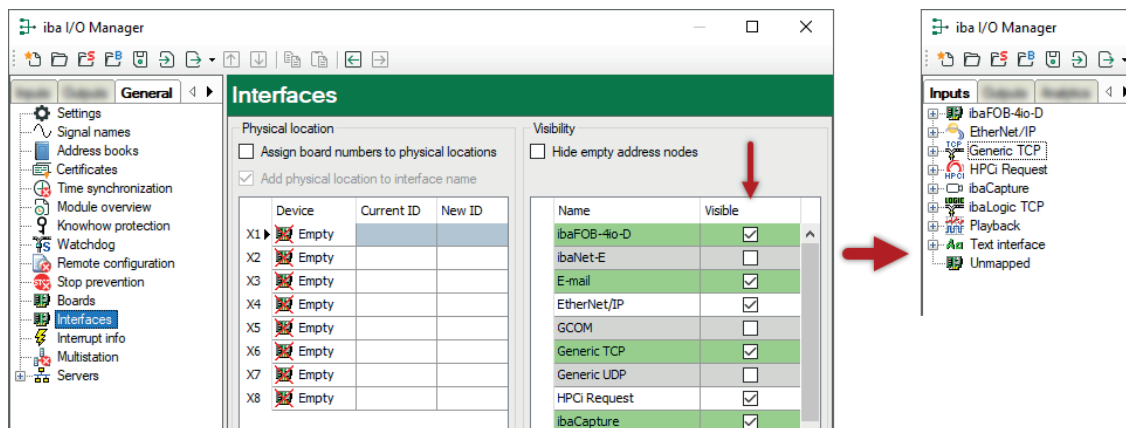 iba I/O Manager
General
Settings
Signal names
Address books
Certificates
Time synchronization
Module overview
Knowhow protection
Watchdog
Remote configuration
Stop prevention
Boards
Interfaces
Interrupt info
Multistation
Servers
Interfaces
Physical location
Assign board numbers to physical locations
Add physical location to interface name
Device Current ID New ID
X1 Empty
X2 Empty
X3 Empty
X4 Empty
X5 Empty
X6 Empty
X7 Empty
X8 Empty
Visibility
Hide empty address nodes
Name Visible
ibaFOB-4io-D
ibaNet-E
E-mail
EtherNet/IP
GCOM
Generic TCP
Generic UDP
HPCi Request
ibaCapture
iba I/O Manager
Inputs
ibaFOB-4io-D
EtherNet/IP
TCP Generic TCP
HPCi HPCi Request
ibaCapture
LOGIC ibaLogic TCP
Playback
Aa Text interface
Unmapped